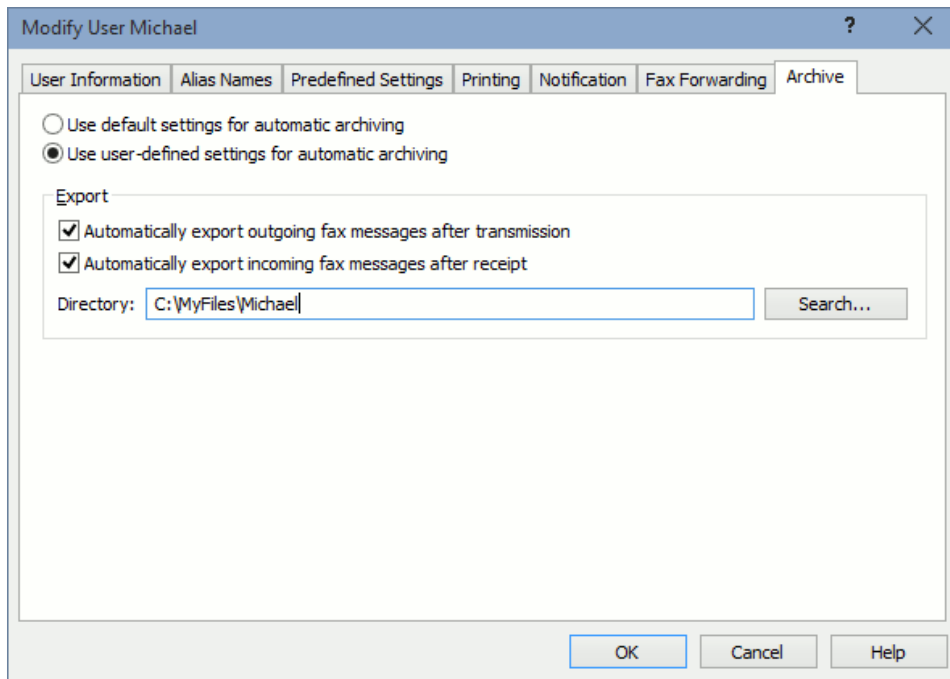 Modify User Michael ?
User Information Alias Names Predefined Settings Printing Notification Fax Forwarding Archive
Use default settings for automatic archiving
Use user-defined settings for automatic archiving
Export
Automatically export outgoing fax messages after transmission
Automatically export incoming fax messages after receipt
Directory: C:\MyFiles\Michael Search...
OK Cancel Help